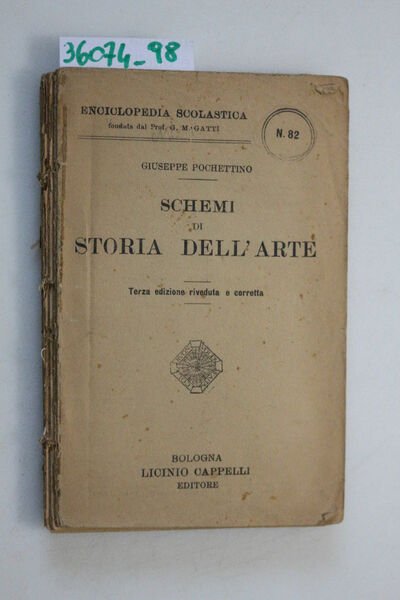 36074_98
ENCICLOPEDIA SCOLASTICA
fondata dal Prof. G. M. GATTI
N. 82
GIUSEPPE POCHETTINO
SCHEMI
DI
STORIA DELL'ARTE
Terza edizione riveduta e corretta
BOLOGNA
LICINIO CAPPELLI
EDITORE